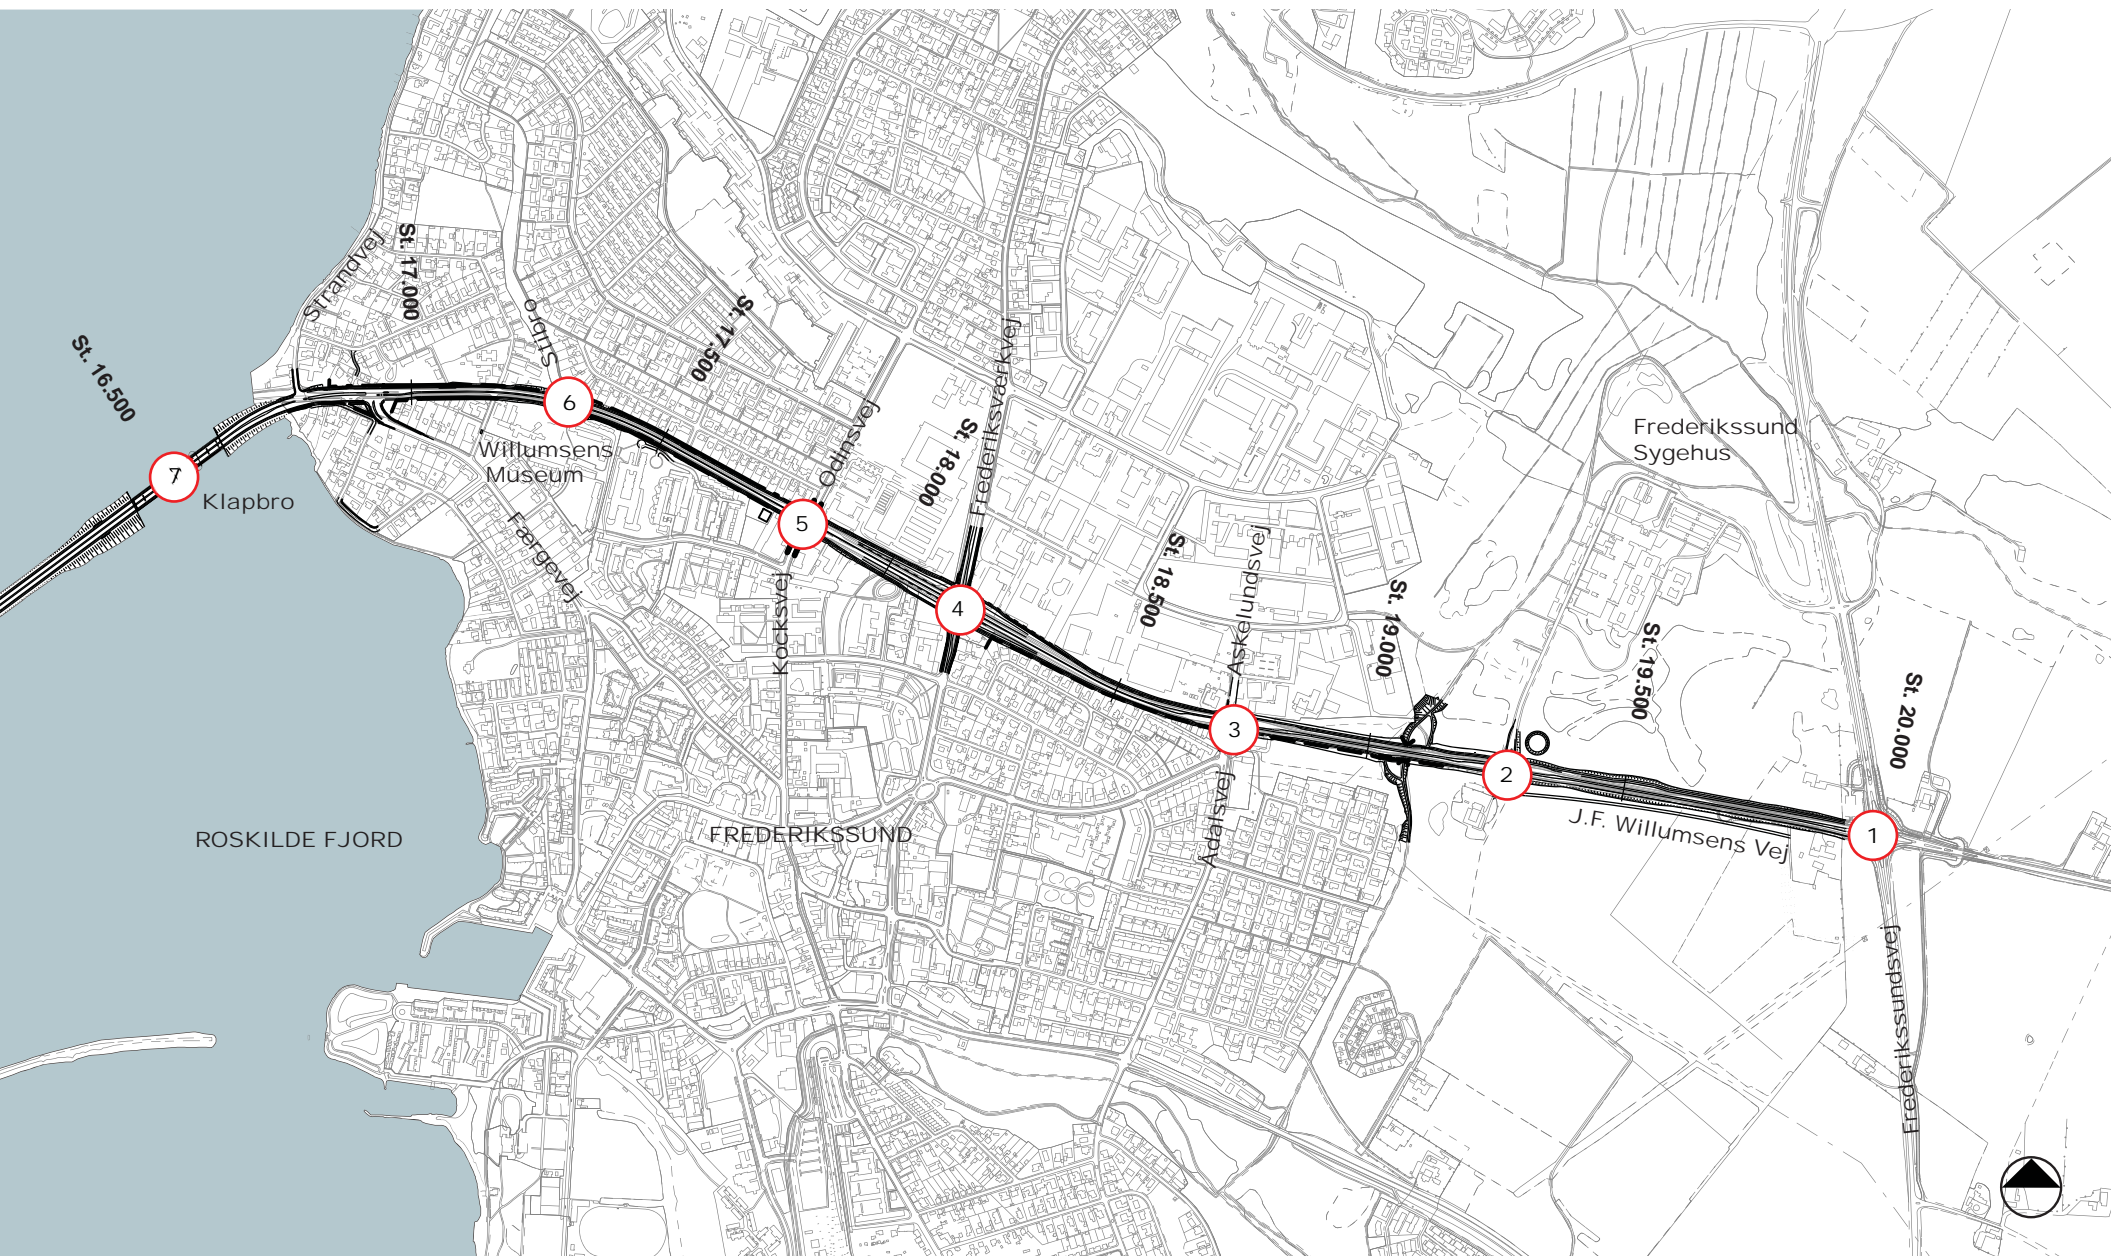 Strandvej
St. 17.000
St. 16.500
Slubro
St. 17.500
6
Willumsens
Museum
7
Klapbro
Færgevej
Odinsvej
5
Kocksvej
St. 18.000
Frederiksværkvej
4
St. 18.500
Askelundsvej
3
Ådalsvej
St. 19.000
Frederikssund
Sygehus
St. 19.500
2
J.F. Willumsens Vej
St. 20.000
1
Frederikssundsvej
ROSKILDE FJORD
FREDERIKSSUND